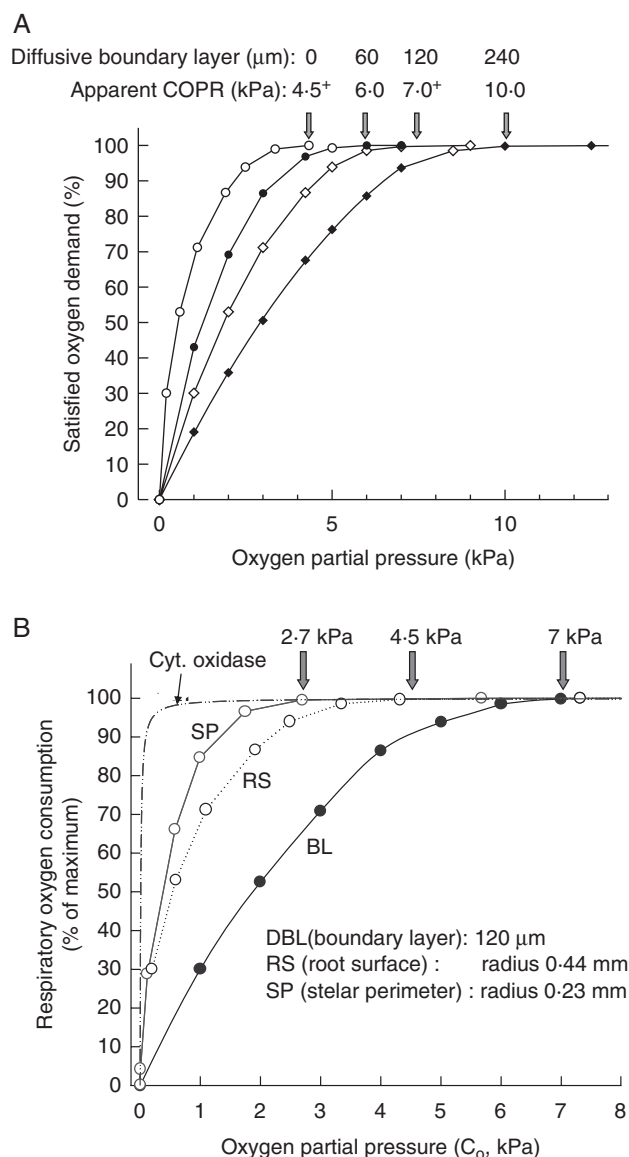 A
Diffusive boundary layer (μm): 0 60 120 240
Apparent COPR (kPa): 4·5⁺ 6·0 7·0⁺ 10·0
100
90
80
70
60
50
40
30
20
10
0
Satisfied oxygen demand (%)
0 5 10
Oxygen partial pressure (kPa)
B
2·7 kPa 4·5 kPa 7 kPa
Cyt. oxidase
100
90
80
70
60
50
40
30
20
10
0
Respiratory oxygen consumption
(% of maximum)
SP
RS
BL
DBL(boundary layer): 120 μm
RS (root surface) : radius 0·44 mm
SP (stelar perimeter) : radius 0·23 mm
0 1 2 3 4 5 6 7 8
Oxygen partial pressure (Cₒ, kPa)